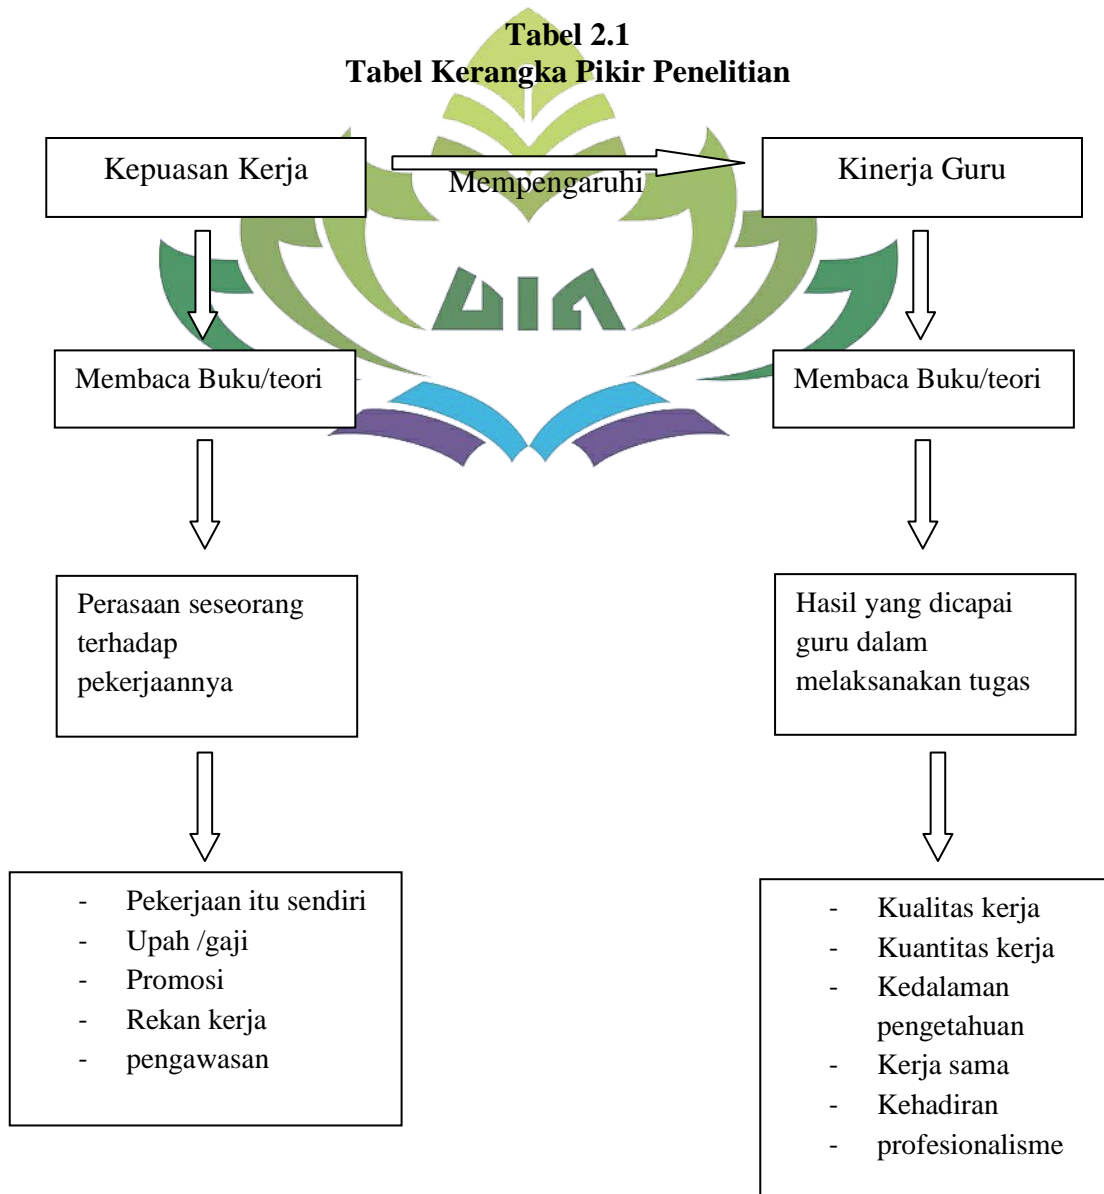 Tabel 2.1
Tabel Kerangka Pikir Penelitian
Kepuasan Kerja
Mempengaruhi
Kinerja Guru
UIN
Membaca Buku/teori
Membaca Buku/teori
Perasaan seseorang
terhadap
pekerjaannya
Hasil yang dicapai
guru dalam
melaksanakan tugas
- Pekerjaan itu sendiri
- Upah /gaji
- Promosi
- Rekan kerja
- pengawasan
- Kualitas kerja
- Kuantitas kerja
- Kedalaman
pengetahuan
- Kerja sama
- Kehadiran
- profesionalisme